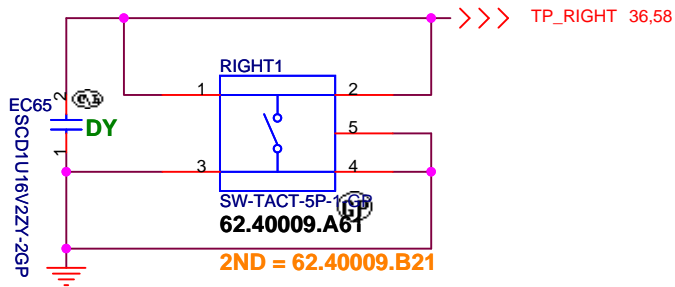 TP_RIGHT 36,58
RIGHT1
1
2
5
3
4
EC65
2
DY
1
SCD1U16V2ZY-2GP
SW-TACT-5P-1-GP
GP
62.40009.A61
2ND = 62.40009.B21